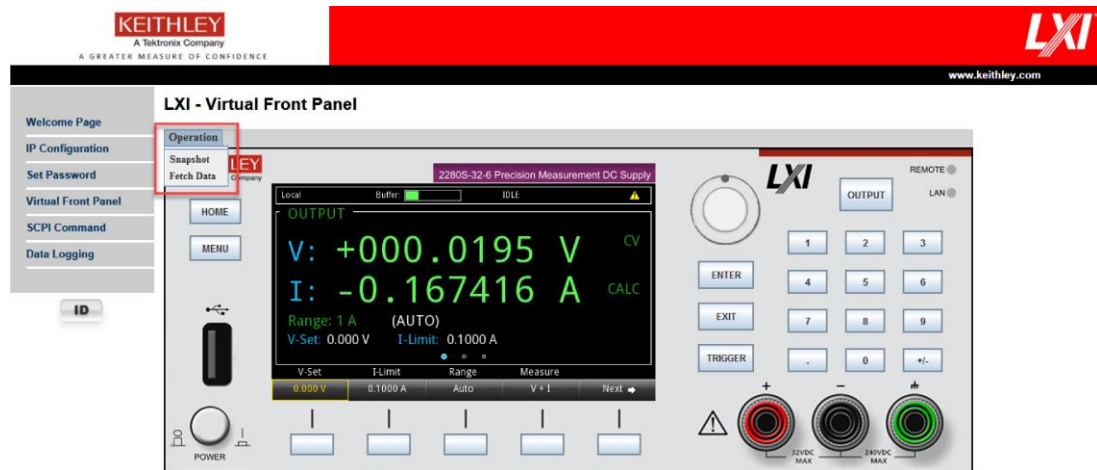 KEITHLEY
A Tektronix Company
A GREATER MEASURE OF CONFIDENCE
LXI
www.keithley.com
Welcome Page
IP Configuration
Set Password
Virtual Front Panel
SCPI Command
Data Logging
ID
LXI - Virtual Front Panel
Operation
Snapshot
Fetch Data
LEY
Company
2280S-32-6 Precision Measurement DC Supply
LXI
REMOTE
LAN
OUTPUT
HOME
MENU
Local Buffer: IDLE
OUTPUT
V: +000.0195 V CV
I: -0.167416 A CALC
Range: 1 A (AUTO)
V-Set: 0.000 V I-Limit: 0.1000 A
V-Set I-Limit Range Measure
0.000 V 0.1000 A Auto V + I Next
POWER
ENTER
EXIT
TRIGGER
1 2 3
4 5 6
7 8 9
. 0 +/-
+ -
32VDC MAX
240VDC MAX